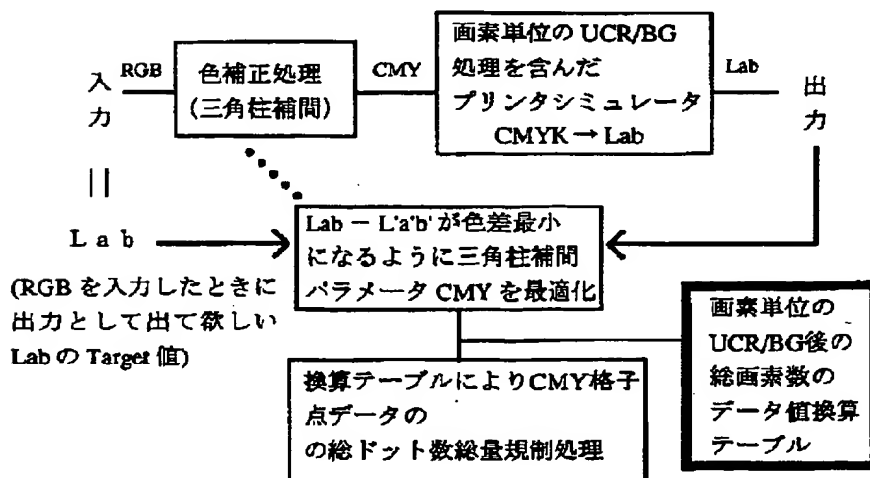 入力
RGB
色補正処理
(三角柱補間)
CMY
画素単位の UCR/BG
処理を含んだ
プリンタシミュレータ
CMYK → Lab
Lab
出力
||
Lab
(RGB を入力したときに
出力として出て欲しい
Lab の Target 値)
Lab － L'a'b' が色差最小
になるように三角柱補間
パラメータ CMY を最適化
画素単位の
UCR/BG後の
総画素数の
データ値換算
テーブル
換算テーブルによりCMY格子
点データの
の総ドット数総量規制処理